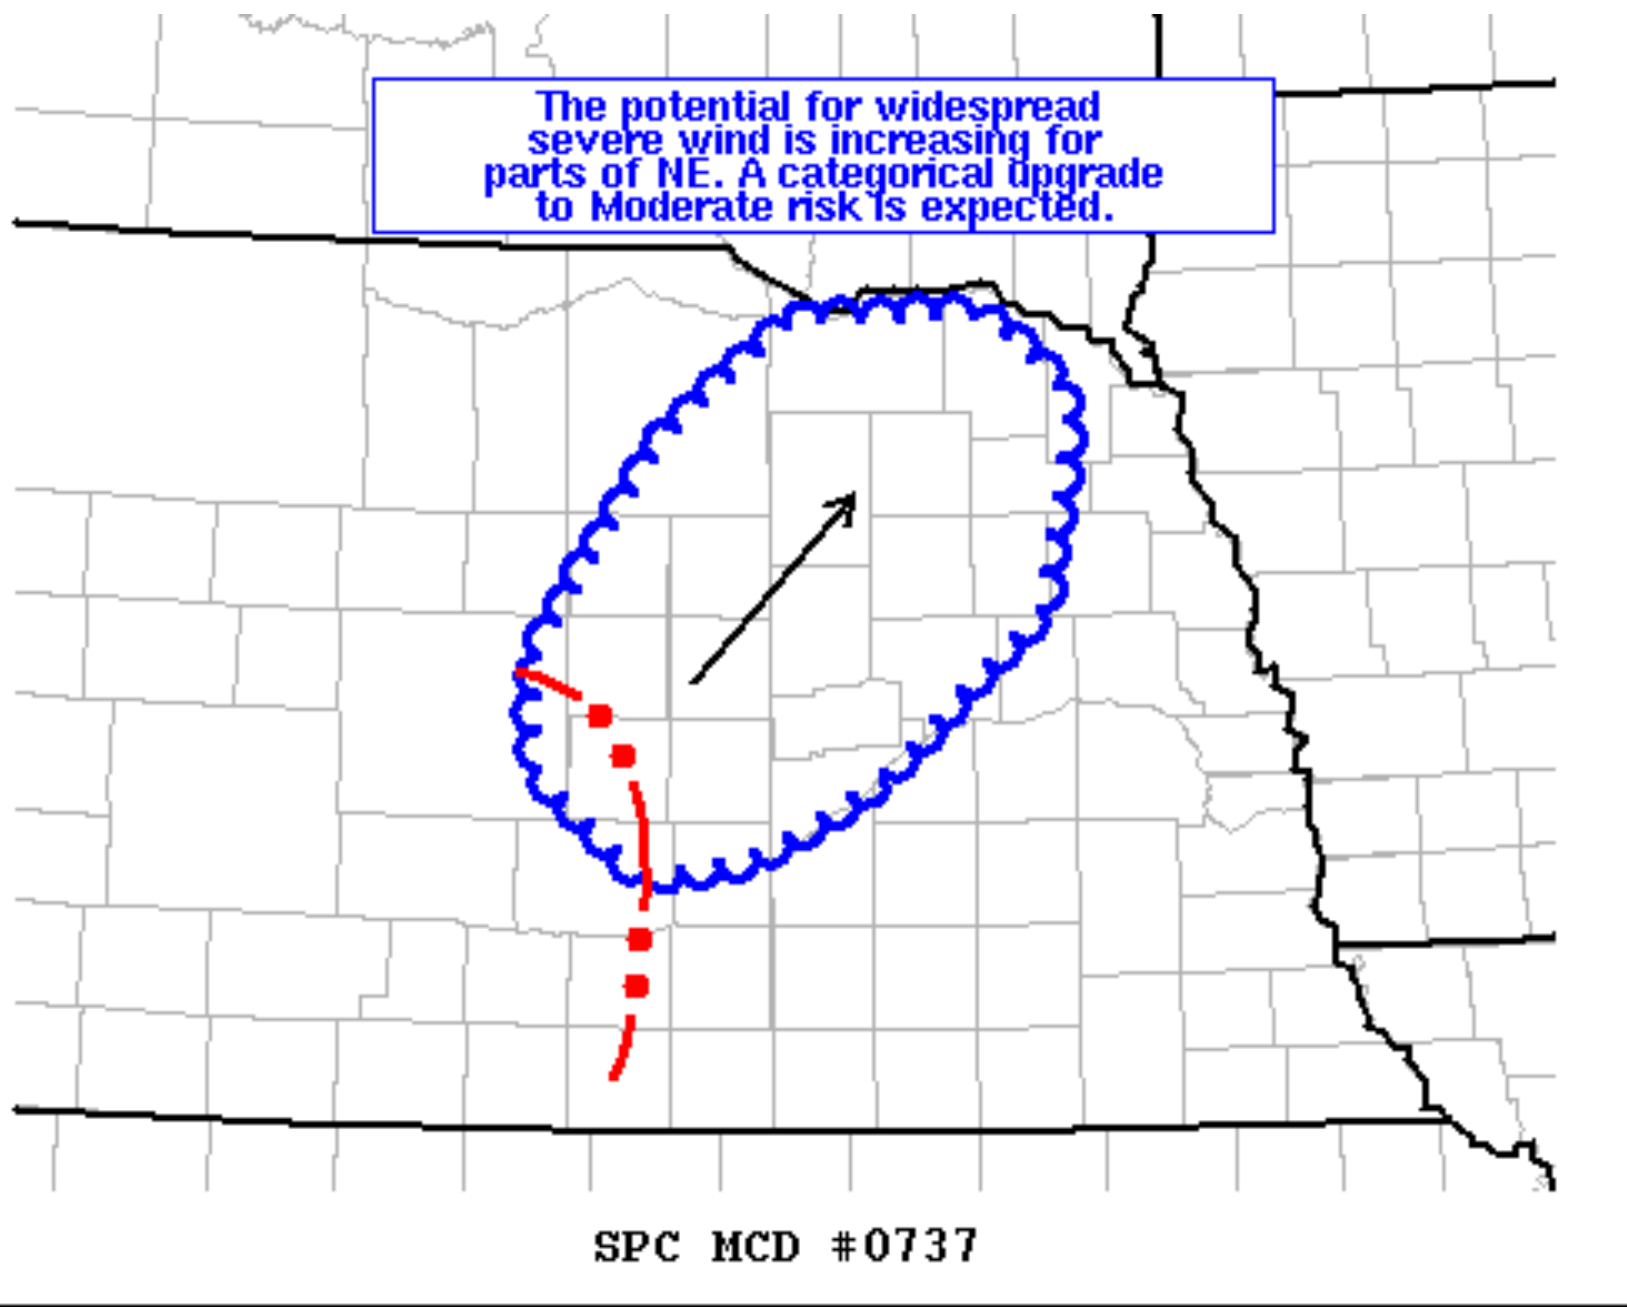 The potential for widespread
severe wind is increasing for
parts of NE. A categorical upgrade
to Moderate risk is expected.
SPC MCD #0737